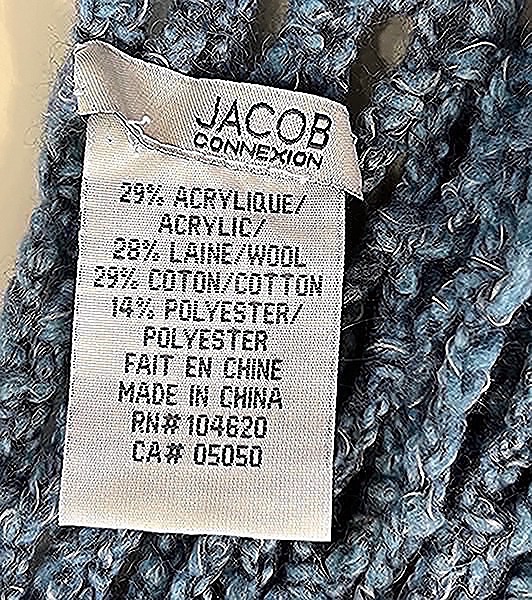 JACOB
CONNEXION
29% ACRYLIQUE/
ACRYLIC/
28% LAINE/WOOL
29% COTON/COTTON
14% POLYESTER/
POLYESTER
FAIT EN CHINE
MADE IN CHINA
RN# 104620
CA# 05050